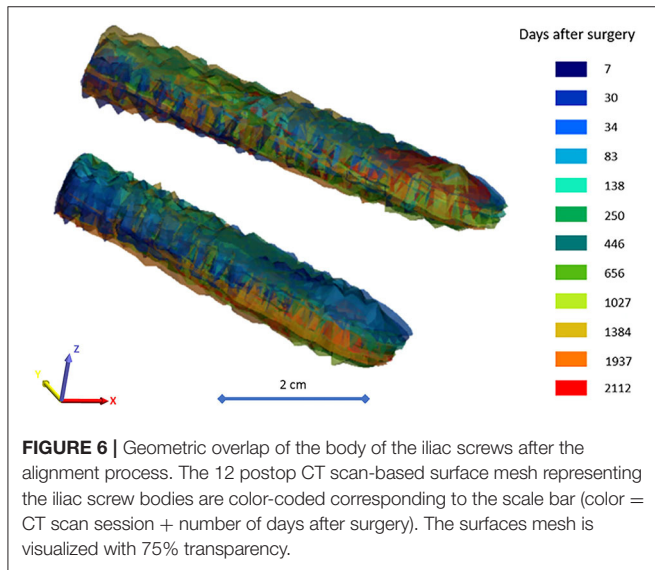 Days after surgery
7
30
34
83
138
250
446
656
1027
1384
1937
2112
Z
Y
X
2 cm
FIGURE 6 | Geometric overlap of the body of the iliac screws after the
alignment process. The 12 postop CT scan-based surface mesh representing
the iliac screw bodies are color-coded corresponding to the scale bar (color =
CT scan session + number of days after surgery). The surfaces mesh is
visualized with 75% transparency.